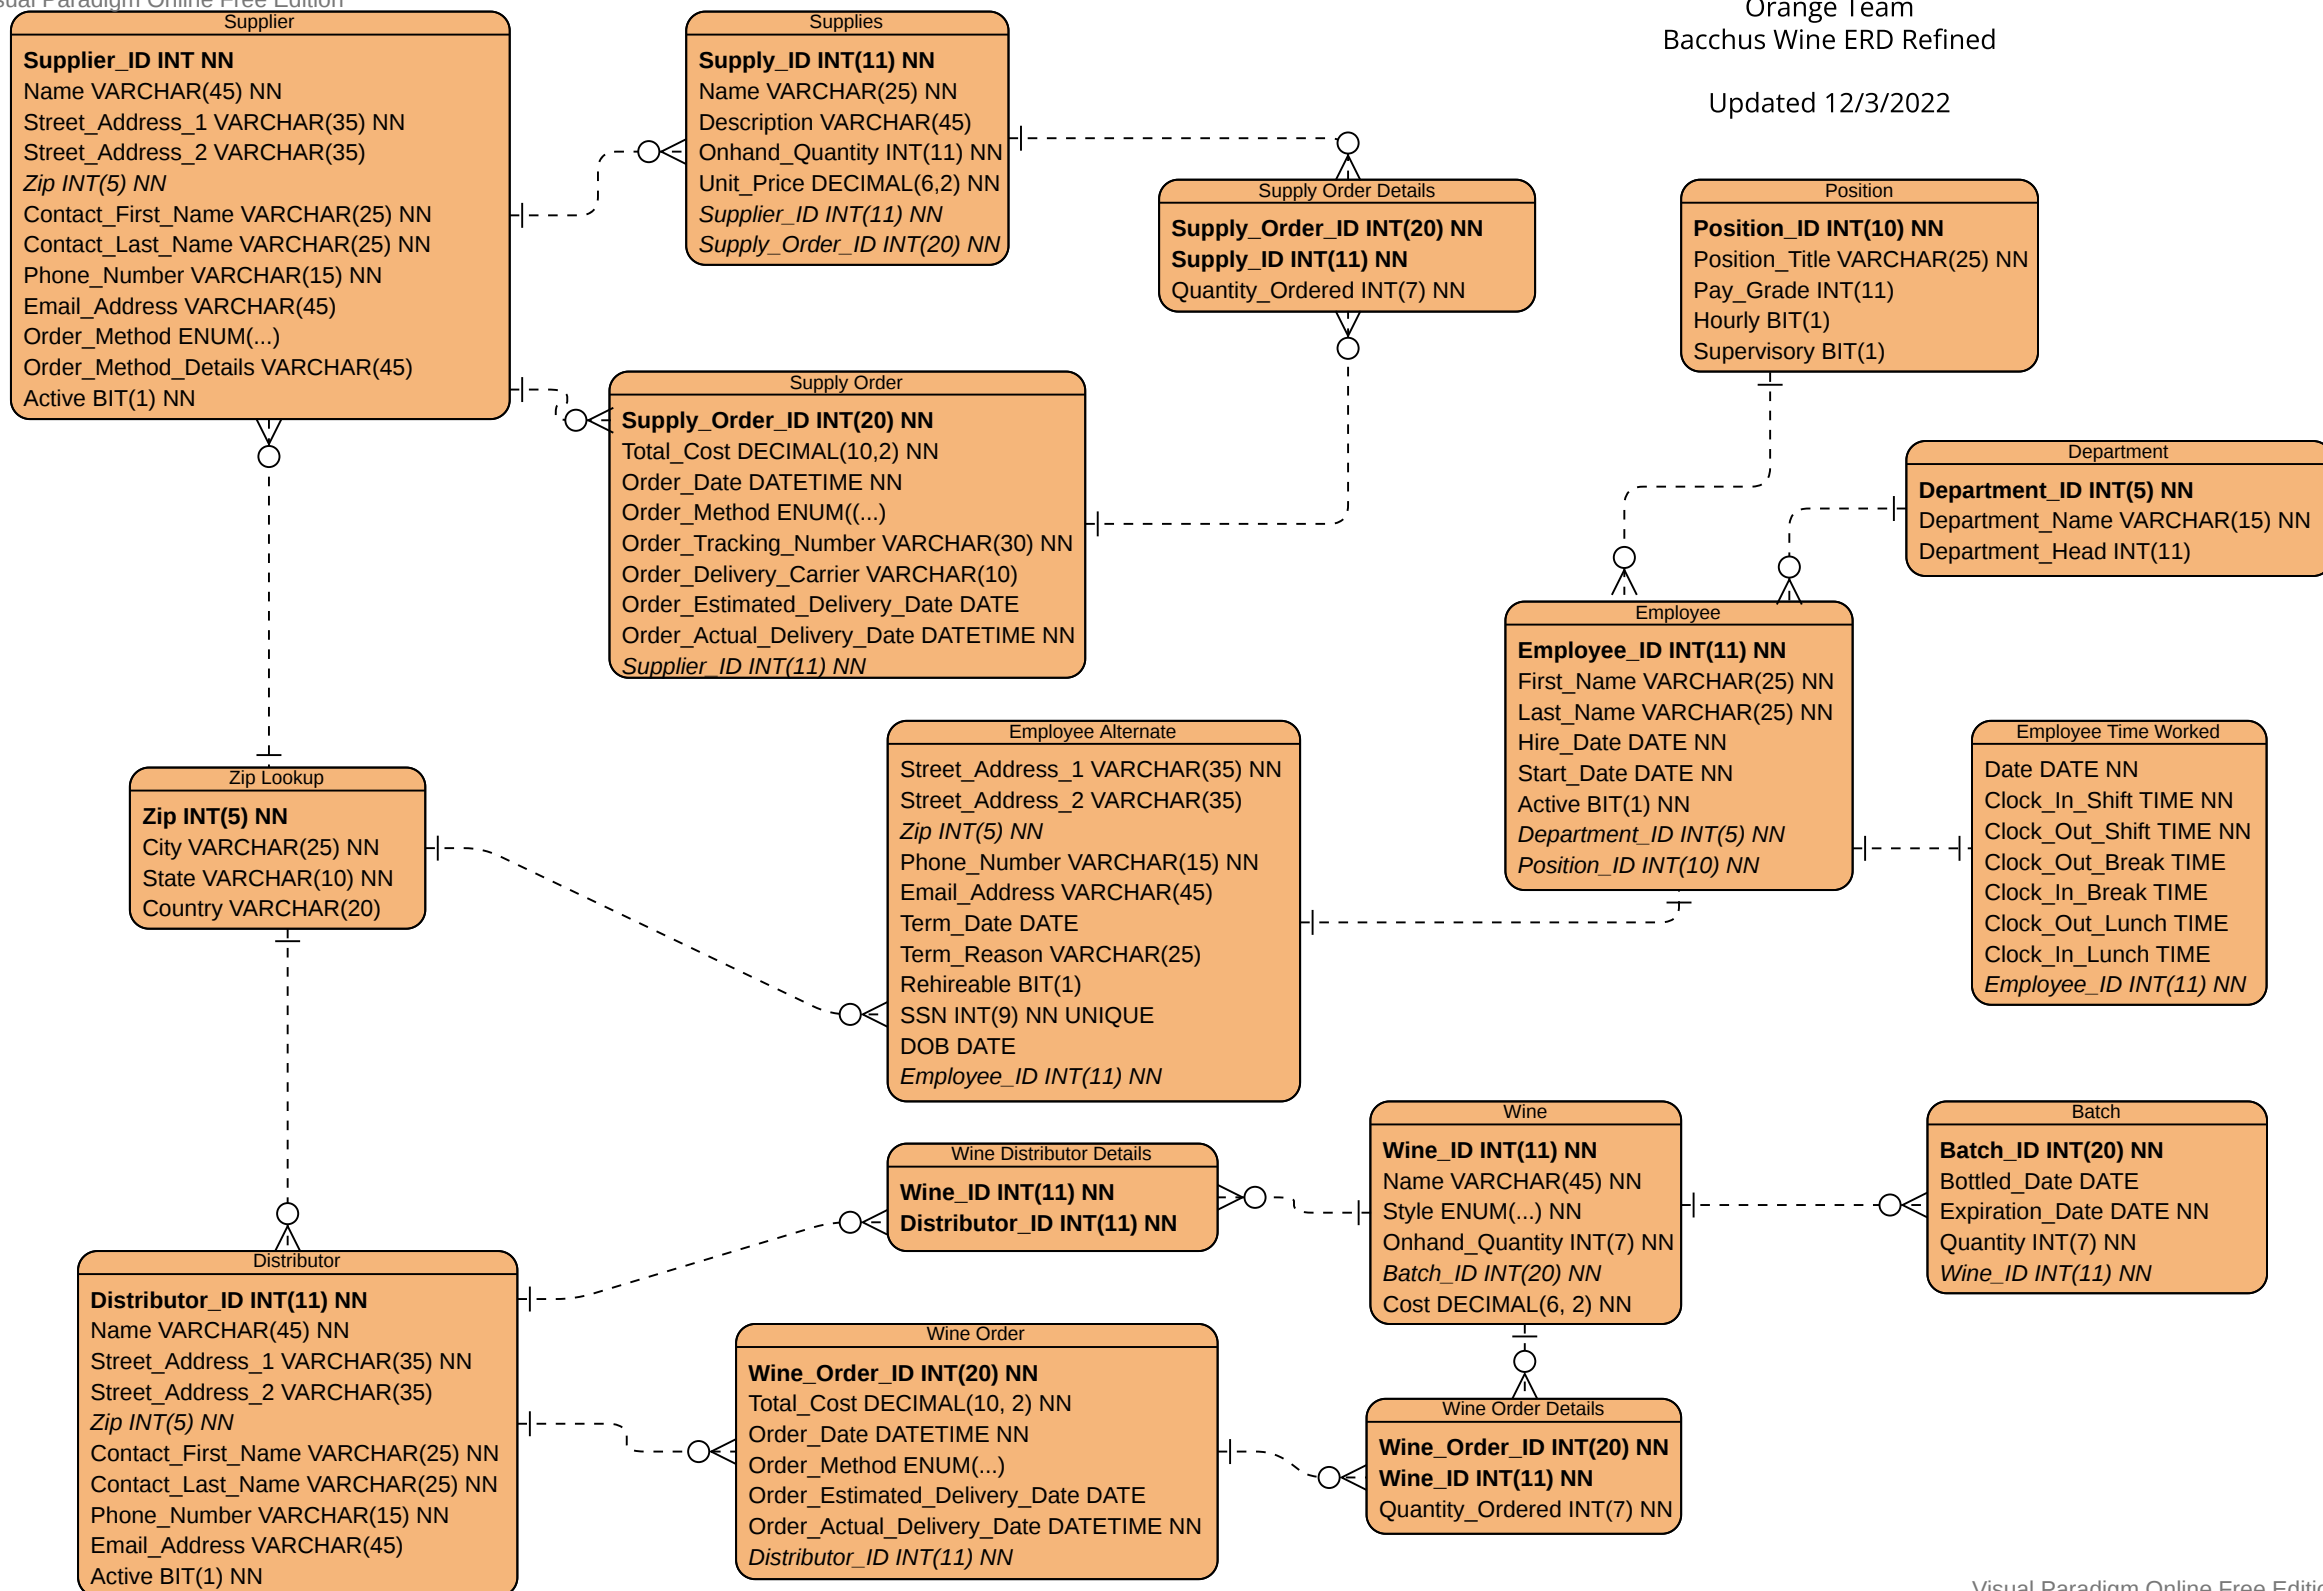 Visual Paradigm Online Free Edition
Orange Team
Bacchus Wine ERD Refined
Updated 12/3/2022
Supplier
Supplier_ID INT NN
Name VARCHAR(45) NN
Street_Address_1 VARCHAR(35) NN
Street_Address_2 VARCHAR(35)
Zip INT(5) NN
Contact_First_Name VARCHAR(25) NN
Contact_Last_Name VARCHAR(25) NN
Phone_Number VARCHAR(15) NN
Email_Address VARCHAR(45)
Order_Method ENUM(...)
Order_Method_Details VARCHAR(45)
Active BIT(1) NN
Supplies
Supply_ID INT(11) NN
Name VARCHAR(25) NN
Description VARCHAR(45)
Onhand_Quantity INT(11) NN
Unit_Price DECIMAL(6,2) NN
Supplier_ID INT(11) NN
Supply_Order_ID INT(20) NN
Supply Order Details
Supply_Order_ID INT(20) NN
Supply_ID INT(11) NN
Quantity_Ordered INT(7) NN
Position
Position_ID INT(10) NN
Position_Title VARCHAR(25) NN
Pay_Grade INT(11)
Hourly BIT(1)
Supervisory BIT(1)
Supply Order
Supply_Order_ID INT(20) NN
Total_Cost DECIMAL(10,2) NN
Order_Date DATETIME NN
Order_Method ENUM((...)
Order_Tracking_Number VARCHAR(30) NN
Order_Delivery_Carrier VARCHAR(10)
Order_Estimated_Delivery_Date DATE
Order_Actual_Delivery_Date DATETIME NN
Supplier_ID INT(11) NN
Department
Department_ID INT(5) NN
Department_Name VARCHAR(15) NN
Department_Head INT(11)
Employee
Employee_ID INT(11) NN
First_Name VARCHAR(25) NN
Last_Name VARCHAR(25) NN
Hire_Date DATE NN
Start_Date DATE NN
Active BIT(1) NN
Department_ID INT(5) NN
Position_ID INT(10) NN
Employee Time Worked
Date DATE NN
Clock_In_Shift TIME NN
Clock_Out_Shift TIME NN
Clock_Out_Break TIME
Clock_In_Break TIME
Clock_Out_Lunch TIME
Clock_In_Lunch TIME
Employee_ID INT(11) NN
Employee Alternate
Street_Address_1 VARCHAR(35) NN
Street_Address_2 VARCHAR(35)
Zip INT(5) NN
Phone_Number VARCHAR(15) NN
Email_Address VARCHAR(45)
Term_Date DATE
Term_Reason VARCHAR(25)
Rehireable BIT(1)
SSN INT(9) NN UNIQUE
DOB DATE
Employee_ID INT(11) NN
Zip Lookup
Zip INT(5) NN
City VARCHAR(25) NN
State VARCHAR(10) NN
Country VARCHAR(20)
Wine Distributor Details
Wine_ID INT(11) NN
Distributor_ID INT(11) NN
Wine
Wine_ID INT(11) NN
Name VARCHAR(45) NN
Style ENUM(...) NN
Onhand_Quantity INT(7) NN
Batch_ID INT(20) NN
Cost DECIMAL(6, 2) NN
Batch
Batch_ID INT(20) NN
Bottled_Date DATE
Expiration_Date DATE NN
Quantity INT(7) NN
Wine_ID INT(11) NN
Distributor
Distributor_ID INT(11) NN
Name VARCHAR(45) NN
Street_Address_1 VARCHAR(35) NN
Street_Address_2 VARCHAR(35)
Zip INT(5) NN
Contact_First_Name VARCHAR(25) NN
Contact_Last_Name VARCHAR(25) NN
Phone_Number VARCHAR(15) NN
Email_Address VARCHAR(45)
Active BIT(1) NN
Wine Order
Wine_Order_ID INT(20) NN
Total_Cost DECIMAL(10, 2) NN
Order_Date DATETIME NN
Order_Method ENUM(...)
Order_Estimated_Delivery_Date DATE
Order_Actual_Delivery_Date DATETIME NN
Distributor_ID INT(11) NN
Wine Order Details
Wine_Order_ID INT(20) NN
Wine_ID INT(11) NN
Quantity_Ordered INT(7) NN
Visual Paradigm Online Free Edition